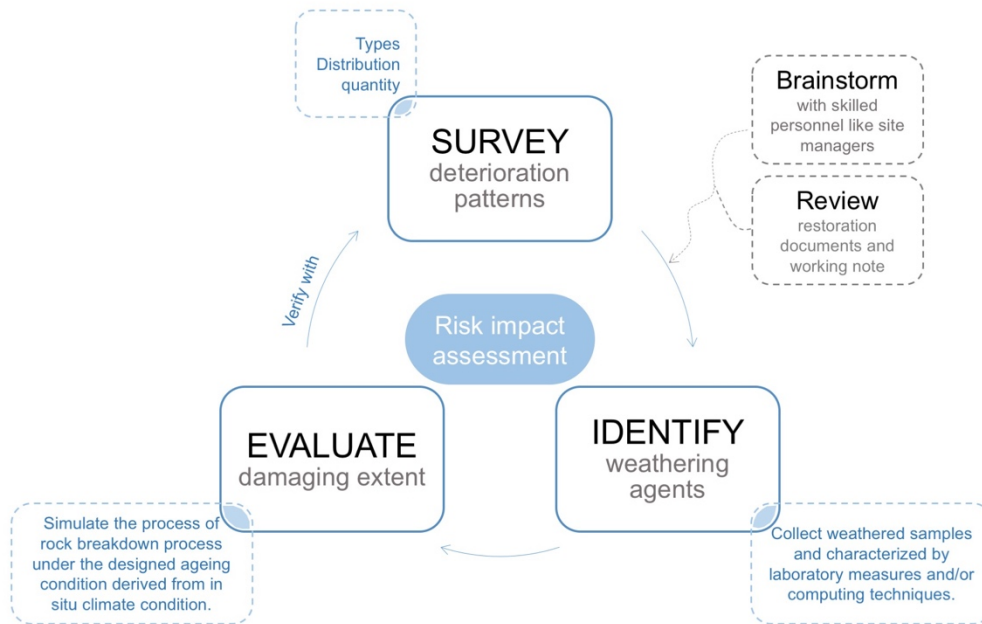 Types
Distribution
quantity
SURVEY
deterioration
patterns
Brainstorm
with skilled
personnel like site
managers
Review
restoration
documents and
working note
Verify with
Risk impact
assessment
EVALUATE
damaging extent
IDENTIFY
weathering
agents
Simulate the process of
rock breakdown process
under the designed ageing
condition derived from in
situ climate condition.
Collect weathered samples
and characterized by
laboratory measures and/or
computing techniques.